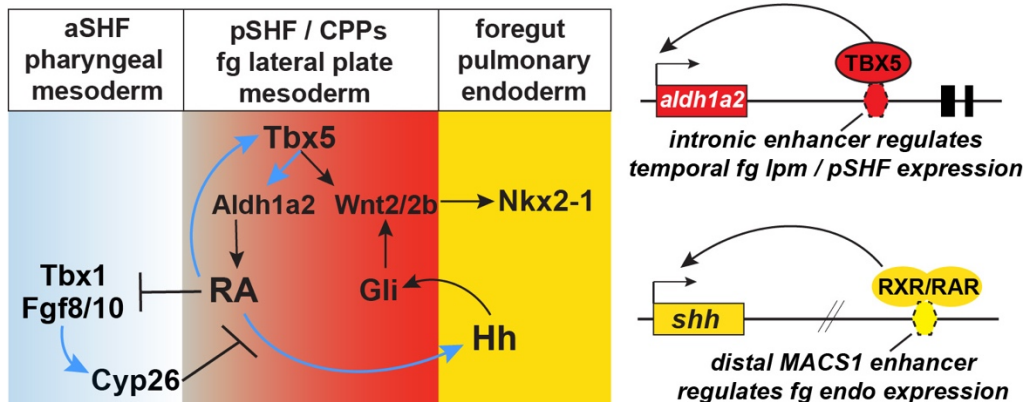 aSHF
pharyngeal
mesoderm
pSHF / CPPs
fg lateral plate
mesoderm
foregut
pulmonary
endoderm
Tbx5
Aldh1a2
Wnt2/2b
Nkx2-1
Tbx1
Fgf8/10
RA
Gli
Hh
Cyp26
TBX5
aldh1a2
intronic enhancer regulates
temporal fg lpm / pSHF expression
RXR/RAR
shh
distal MACS1 enhancer
regulates fg endo expression